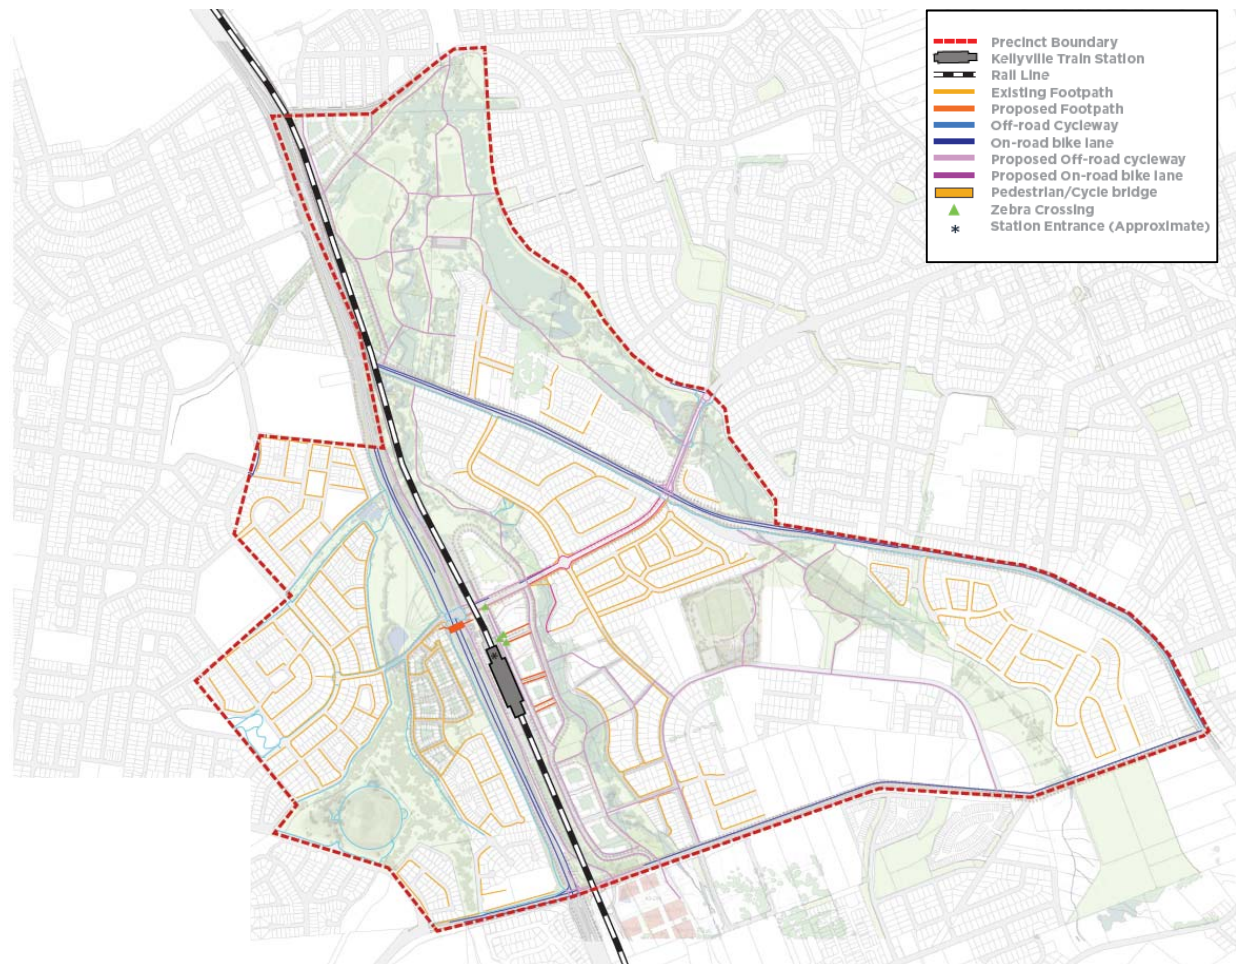 Precinct Boundary
Kellyville Train Station
Rail Line
Existing Footpath
Proposed Footpath
Off-road Cycleway
On-road bike lane
Proposed Off-road cycleway
Proposed On-road bike lane
Pedestrian/Cycle bridge
Zebra Crossing
Station Entrance (Approximate)